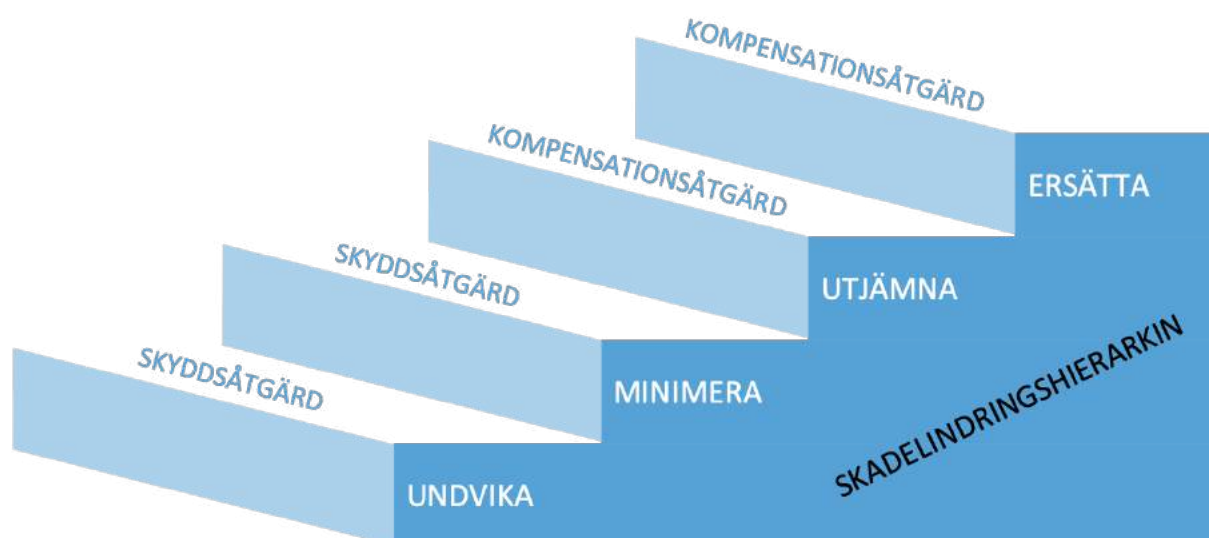 KOMPENSATIONSÅTGÄRD
ERSÄTTA
KOMPENSATIONSÅTGÄRD
UTJÄMNA
SKYDDSÅTGÄRD
MINIMERA
SKYDDSÅTGÄRD
UNDVIKA
SKADELINDRINGSHIERARKIN